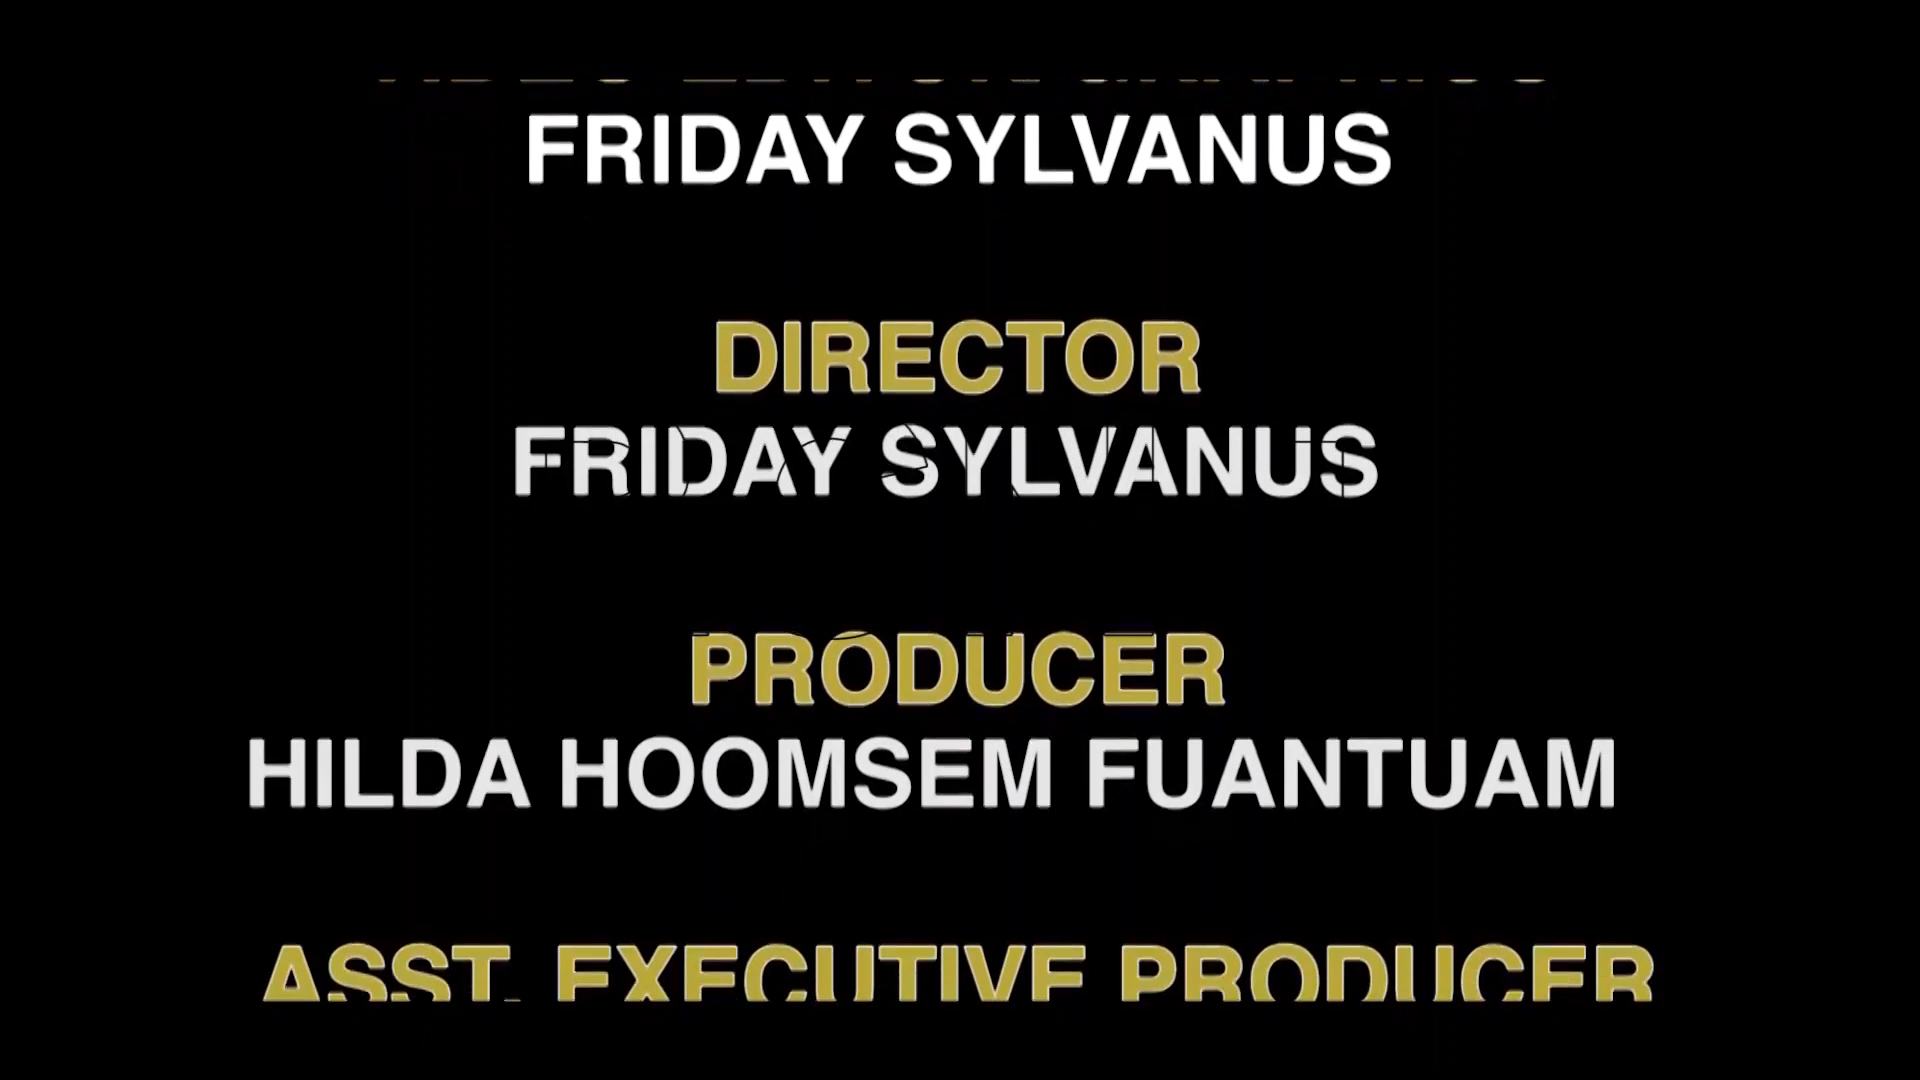 FRIDAY SYLVANUS
DIRECTOR
FRIDAY SYLVANUS
PRODUCER
HILDA HOOMSEM FUANTUAM
ASST. EXECUTIVE PRODUCER